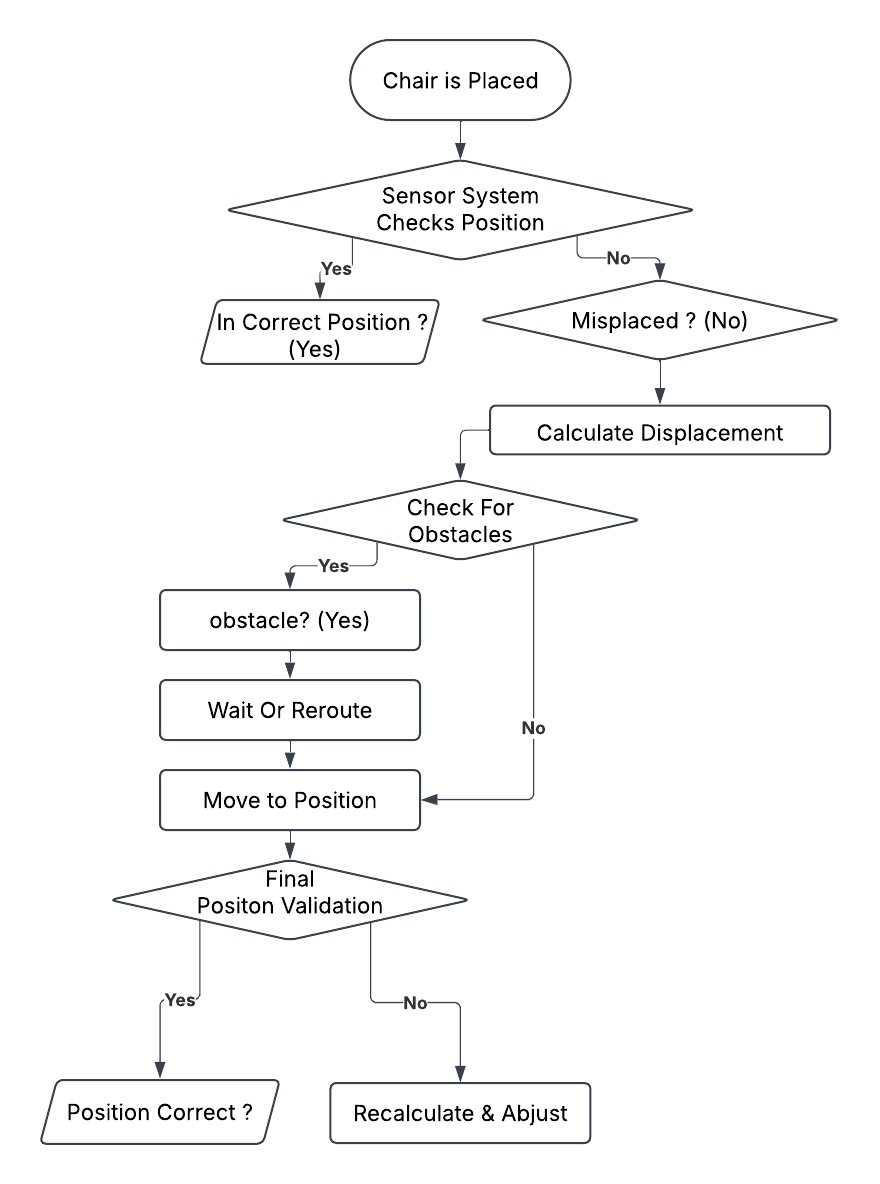 Chair is Placed
Sensor System
Checks Position
Yes
No
In Correct Position ?
(Yes)
Misplaced ? (No)
Calculate Displacement
Check For
Obstacles
Yes
obstacle? (Yes)
Wait Or Reroute
No
Move to Position
Final
Positon Validation
Yes
No
Position Correct ?
Recalculate & Abjust